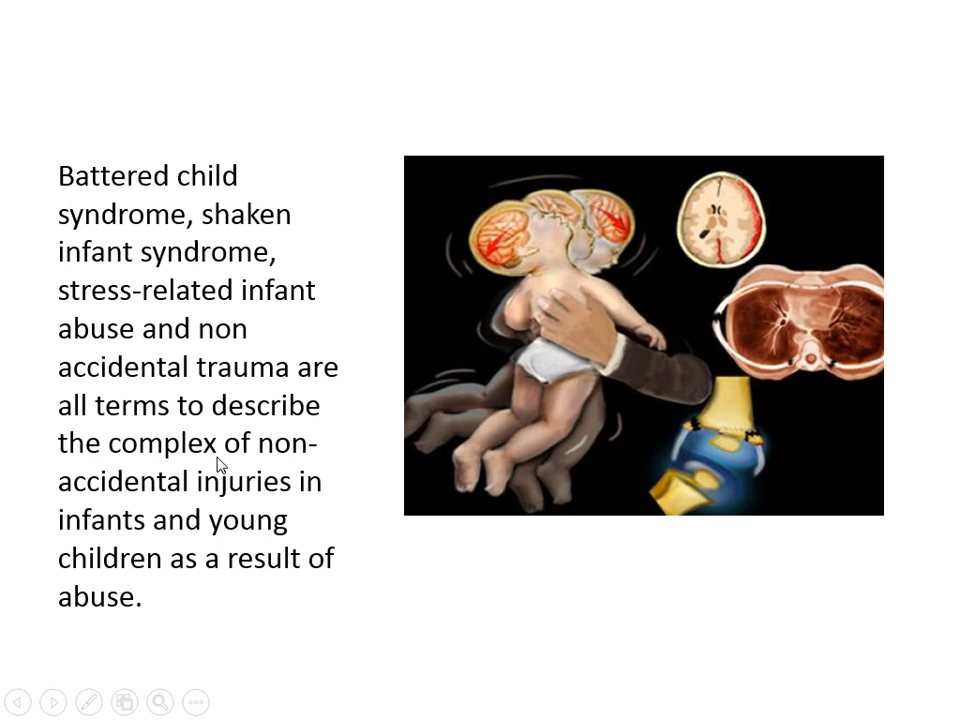 Battered child
syndrome, shaken
infant syndrome,
stress-related infant
abuse and non
accidental trauma are
all terms to describe
the complex of non-
accidental injuries in
infants and young
children as a result of
abuse.